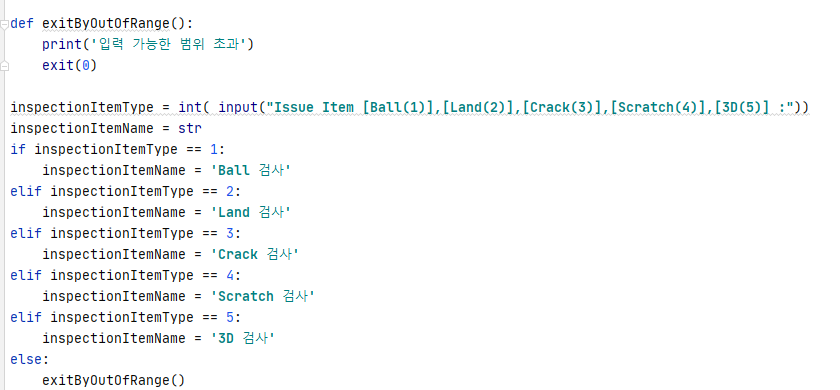 def exitByOutOfRange():
    print('입력 가능한 범위 초과')
    exit(0)

inspectionItemType = int( input("Issue Item [Ball(1)],[Land(2)],[Crack(3)],[Scratch(4)],[3D(5)] :"))
inspectionItemName = str
if inspectionItemType == 1:
    inspectionItemName = 'Ball 검사'
elif inspectionItemType == 2:
    inspectionItemName = 'Land 검사'
elif inspectionItemType == 3:
    inspectionItemName = 'Crack 검사'
elif inspectionItemType == 4:
    inspectionItemName = 'Scratch 검사'
elif inspectionItemType == 5:
    inspectionItemName = '3D 검사'
else:
    exitByOutOfRange()